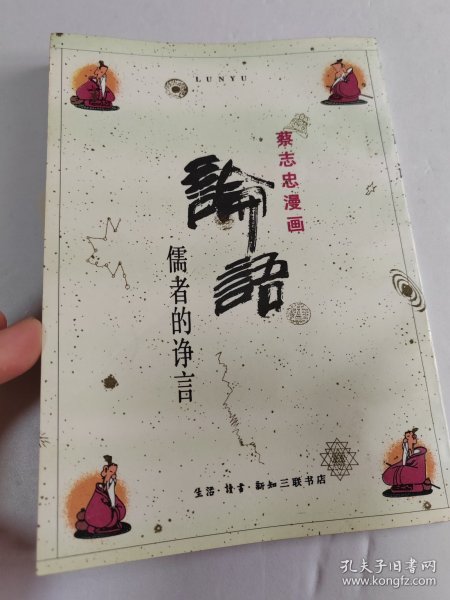 LUNYU
蔡志忠漫画
論語
儒者的诤言
生活·讀書·新知三联书店
孔夫子旧书网
www.kongfz.com